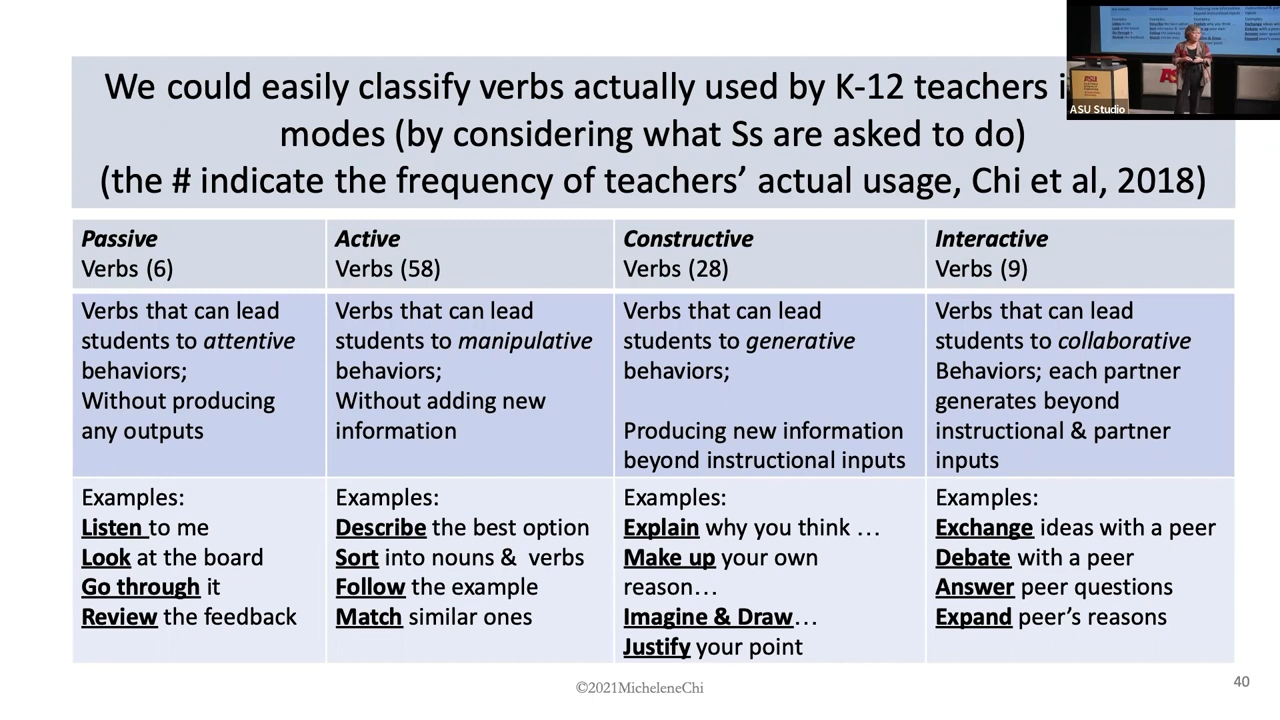 We could easily classify verbs actually used by K-12 teachers
modes (by considering what Ss are asked to do)
(the # indicate the frequency of teachers’ actual usage, Chi et al, 2018)
ASU Studio
Passive
Verbs (6)
Active
Verbs (58)
Constructive
Verbs (28)
Interactive
Verbs (9)
Verbs that can lead
students to attentive
behaviors;
Without producing
any outputs
Verbs that can lead
students to manipulative
behaviors;
Without adding new
information
Verbs that can lead
students to generative
behaviors;
Producing new information
beyond instructional inputs
Verbs that can lead
students to collaborative
Behaviors; each partner
generates beyond
instructional & partner
inputs
Examples:
Listen to me
Look at the board
Go through it
Review the feedback
Examples:
Describe the best option
Sort into nouns & verbs
Follow the example
Match similar ones
Examples:
Explain why you think …
Make up your own
reason…
Imagine & Draw…
Justify your point
Examples:
Exchange ideas with a peer
Debate with a peer
Answer peer questions
Expand peer’s reasons
©2021MicheleneChi
40